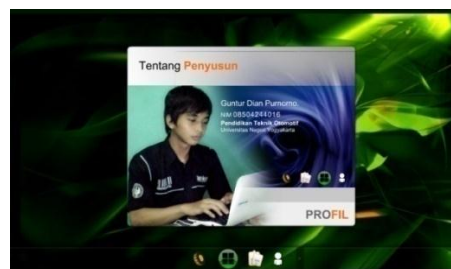 Tentang Penyusun
Guntur Dian Purnomo.
NIM 08504244016
Pendidikan Teknik Otomotif
Universitas Negeri Yogyakarta
PROFIL